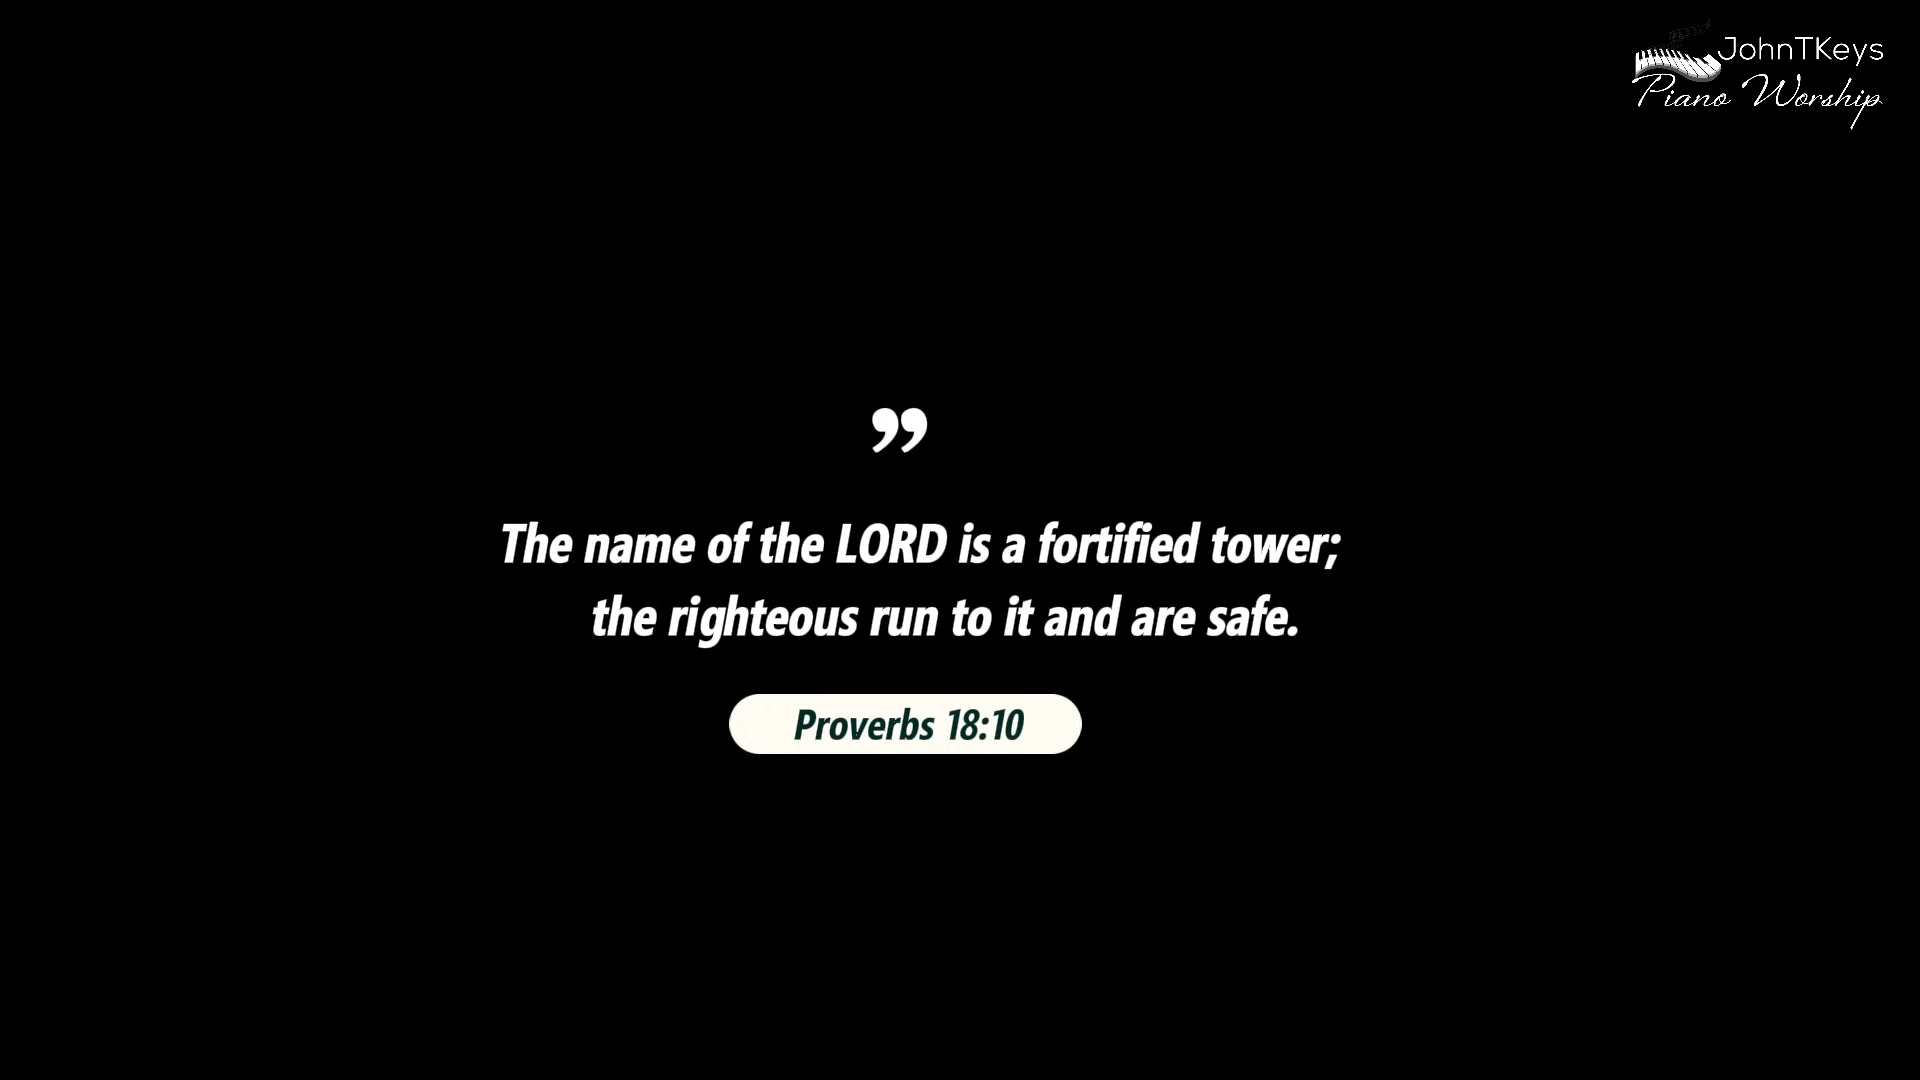 JohnTKeys
Piano Worship
”
The name of the LORD is a fortified tower;
the righteous run to it and are safe.
Proverbs 18:10